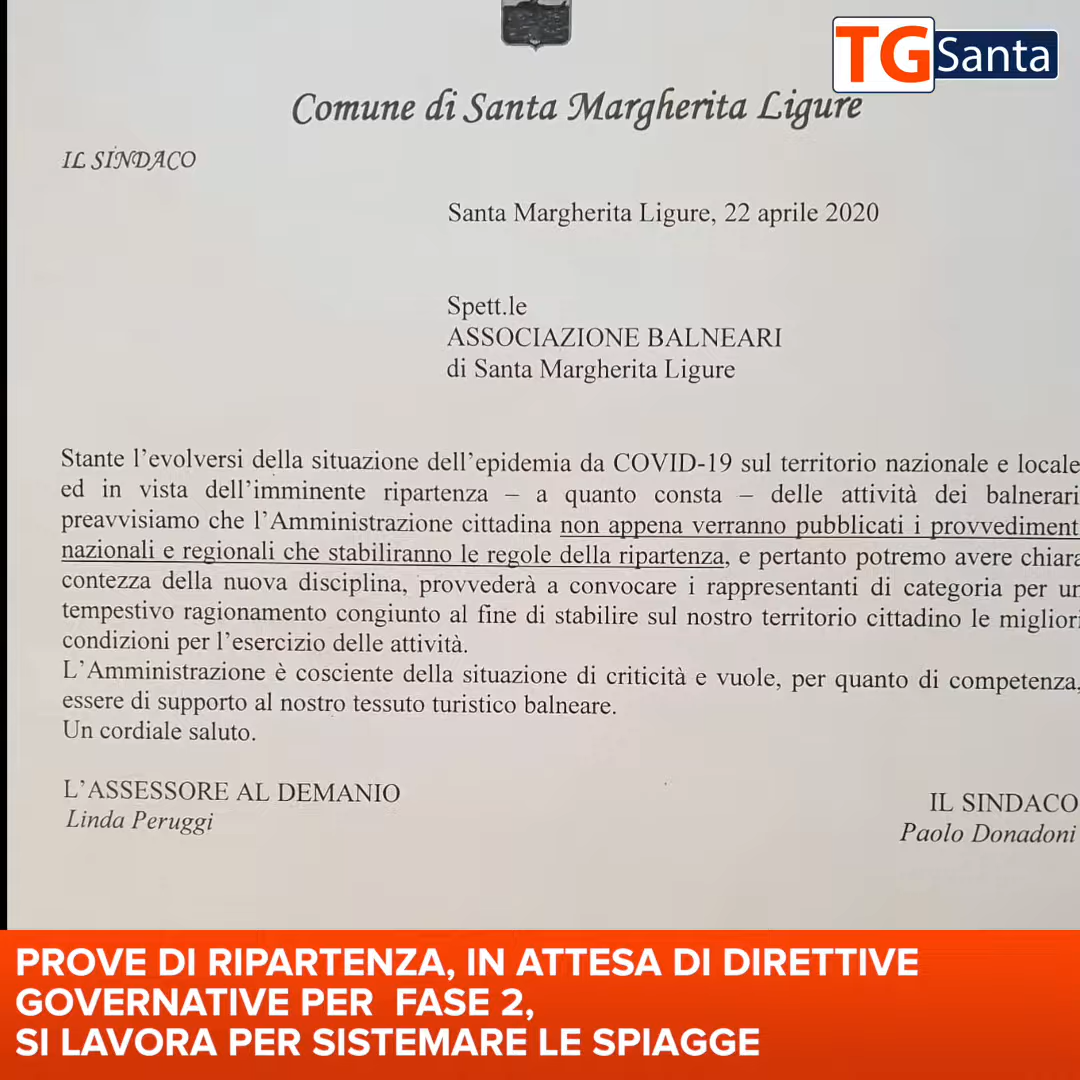 TG Santa
Comune di Santa Margherita Ligure
IL SINDACO
Santa Margherita Ligure, 22 aprile 2020
Spett.le
ASSOCIAZIONE BALNEARI
di Santa Margherita Ligure
Stante l’evolversi della situazione dell’epidemia da COVID-19 sul territorio nazionale e locale
ed in vista dell’imminente ripartenza – a quanto consta – delle attività dei balnerari
preavvisiamo che l’Amministrazione cittadina non appena verranno pubblicati i provvediment
nazionali e regionali che stabiliranno le regole della ripartenza, e pertanto potremo avere chiara
contezza della nuova disciplina, provvederà a convocare i rappresentanti di categoria per un
tempestivo ragionamento congiunto al fine di stabilire sul nostro territorio cittadino le migliori
condizioni per l’esercizio delle attività.
L’Amministrazione è cosciente della situazione di criticità e vuole, per quanto di competenza,
essere di supporto al nostro tessuto turistico balneare.
Un cordiale saluto.
L’ASSESSORE AL DEMANIO
Linda Peruggi
IL SINDACO
Paolo Donadoni
PROVE DI RIPARTENZA, IN ATTESA DI DIRETTIVE
GOVERNATIVE PER FASE 2,
SI LAVORA PER SISTEMARE LE SPIAGGE